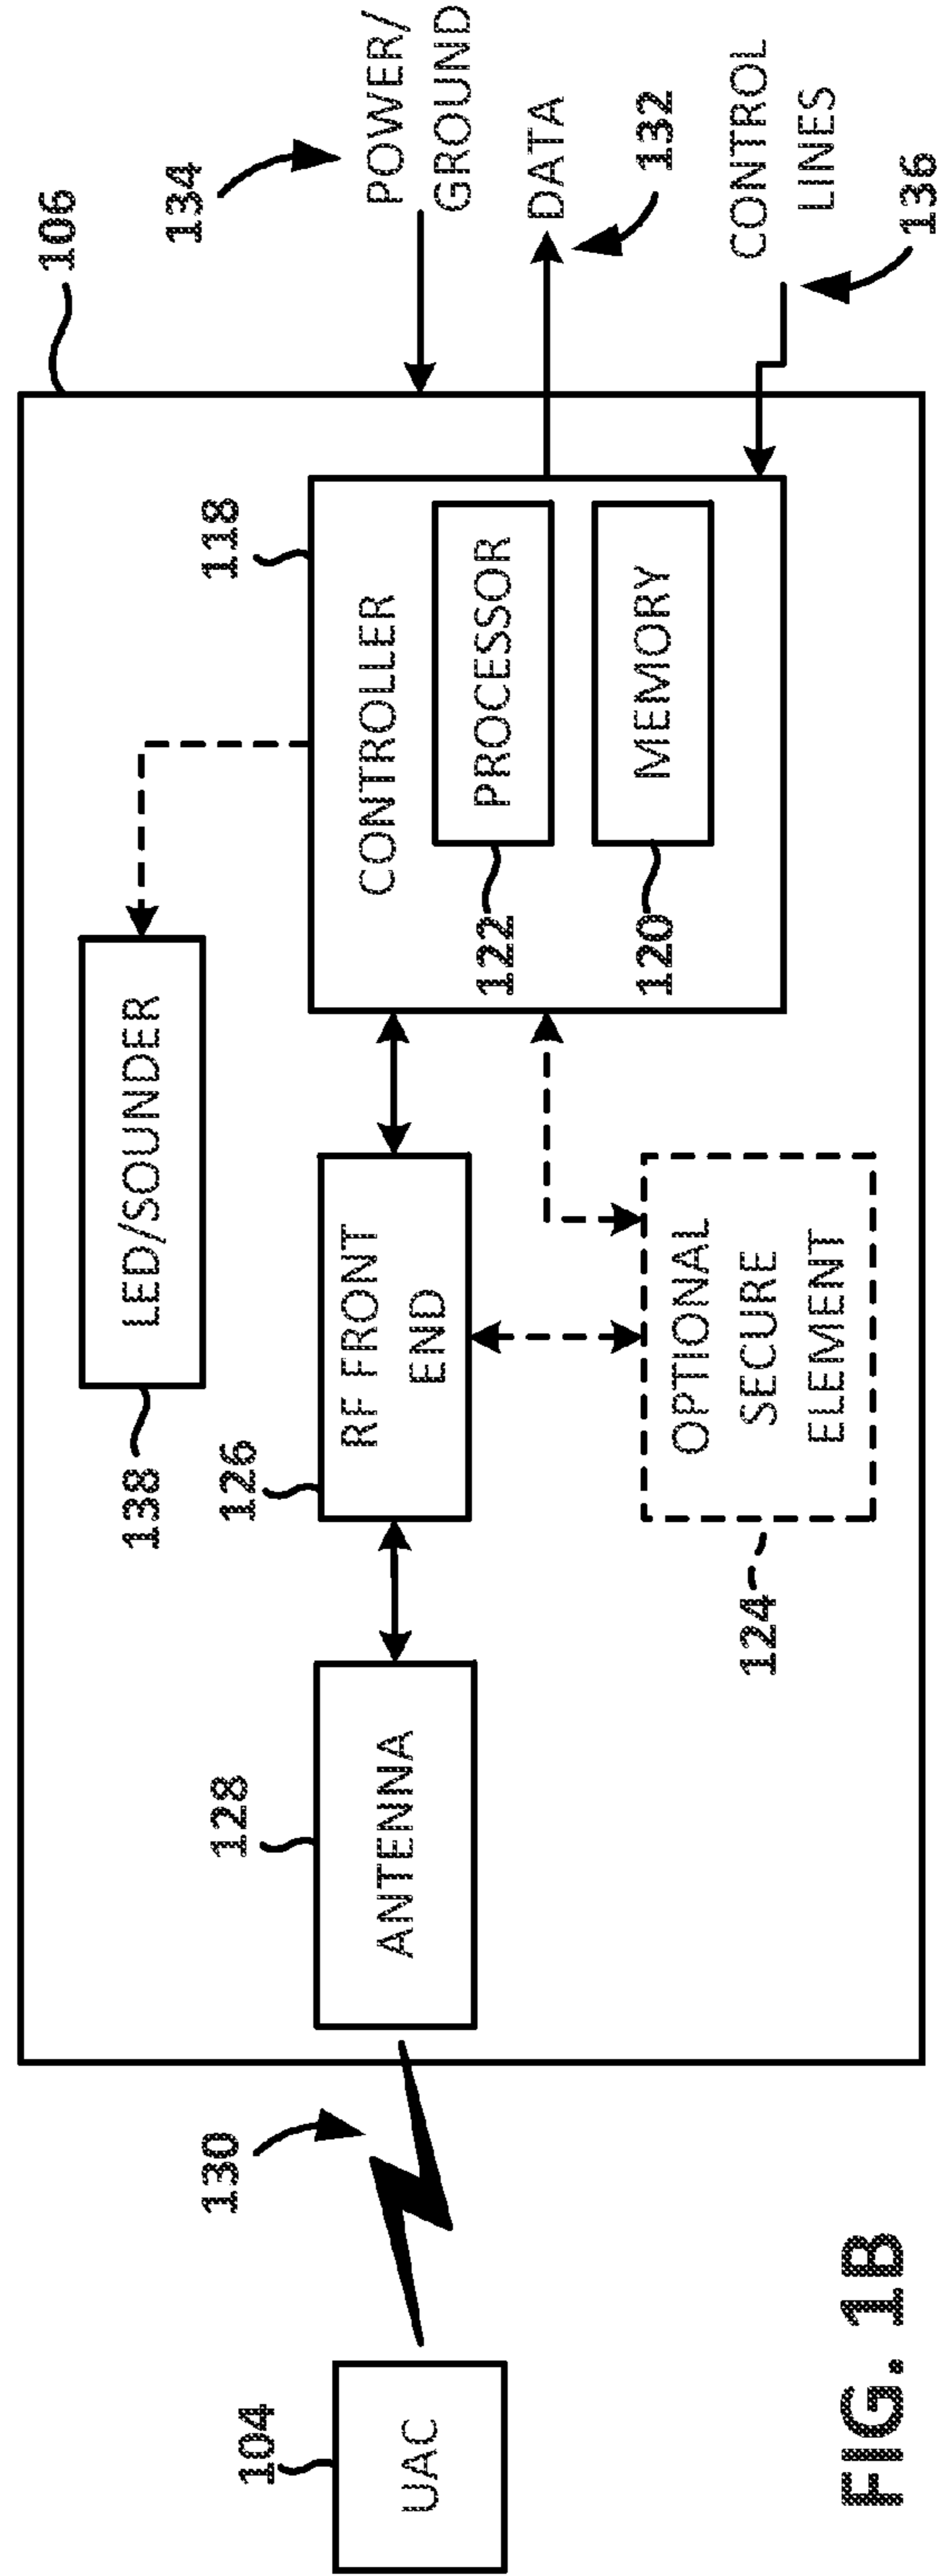 106
134
POWER/
GROUND
DATA
132
CONTROL
LINES
136
118
CONTROLLER
PROCESSOR
122
MEMORY
120
LED/SOUNDER
138
RF FRONT
END
126
OPTIONAL
SECURE
ELEMENT
124
ANTENNA
128
130
UAC
104
FIG. 1B